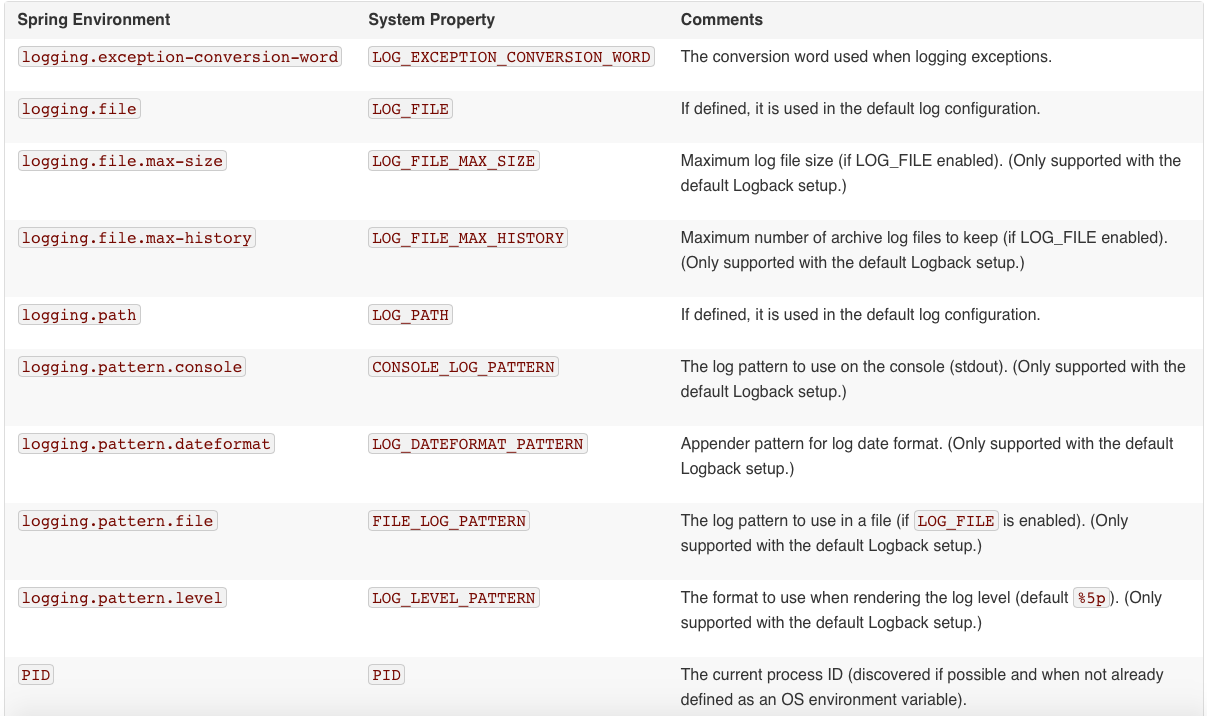 Spring Environment System Property Comments
logging.exception-conversion-word LOG_EXCEPTION_CONVERSION_WORD The conversion word used when logging exceptions.
logging.file LOG_FILE If defined, it is used in the default log configuration.
logging.file.max-size LOG_FILE_MAX_SIZE Maximum log file size (if LOG_FILE enabled). (Only supported with the
default Logback setup.)
logging.file.max-history LOG_FILE_MAX_HISTORY Maximum number of archive log files to keep (if LOG_FILE enabled).
(Only supported with the default Logback setup.)
logging.path LOG_PATH If defined, it is used in the default log configuration.
logging.pattern.console CONSOLE_LOG_PATTERN The log pattern to use on the console (stdout). (Only supported with the
default Logback setup.)
logging.pattern.dateformat LOG_DATEFORMAT_PATTERN Appender pattern for log date format. (Only supported with the default
Logback setup.)
logging.pattern.file FILE_LOG_PATTERN The log pattern to use in a file (if LOG_FILE is enabled). (Only
supported with the default Logback setup.)
logging.pattern.level LOG_LEVEL_PATTERN The format to use when rendering the log level (default %5p). (Only
supported with the default Logback setup.)
PID PID The current process ID (discovered if possible and when not already
defined as an OS environment variable).